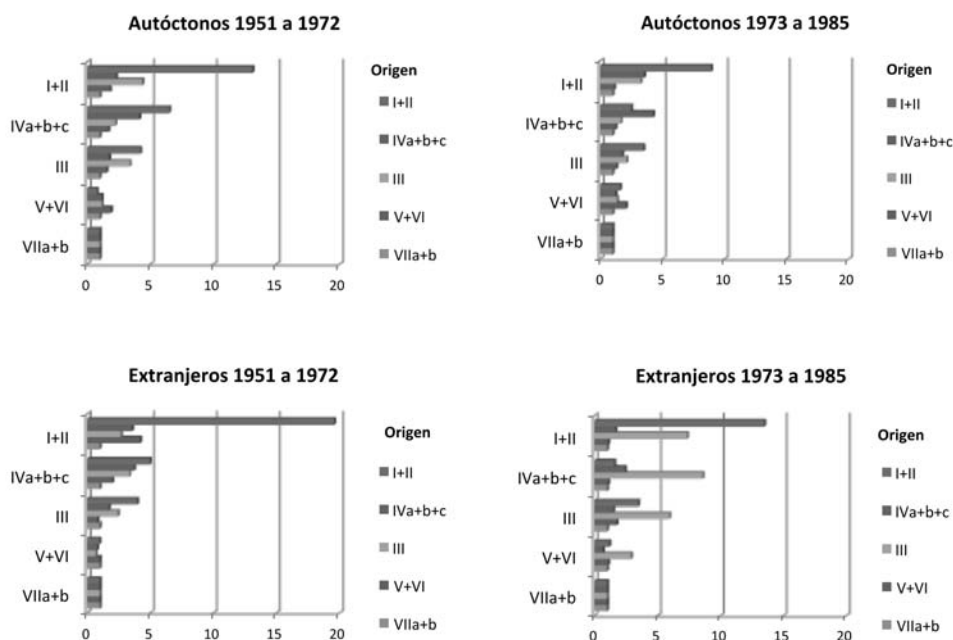 Autóctonos 1951 a 1972
I+II
IVa+b+c
III
V+VI
VIIa+b
0 5 10 15 20
Origen
I+II
IVa+b+c
III
V+VI
VIIa+b
Autóctonos 1973 a 1985
I+II
IVa+b+c
III
V+VI
VIIa+b
0 5 10 15 20
Origen
I+II
IVa+b+c
III
V+VI
VIIa+b
Extranjeros 1951 a 1972
I+II
IVa+b+c
III
V+VI
VIIa+b
0 5 10 15 20
Origen
I+II
IVa+b+c
III
V+VI
VIIa+b
Extranjeros 1973 a 1985
I+II
IVa+b+c
III
V+VI
VIIa+b
0 5 10 15 20
Origen
I+II
IVa+b+c
III
V+VI
VIIa+b